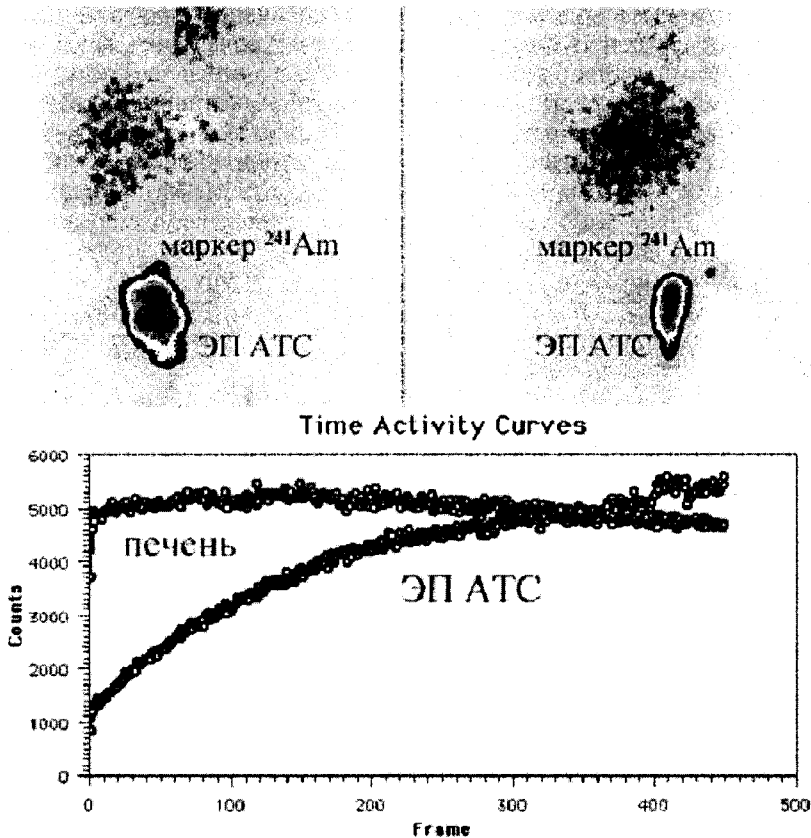 маркер ²⁴¹Am
маркер ²⁴¹Am
ЭП АТС
ЭП АТС
Time Activity Curves
6000
5000
4000
3000
2000
1000
0
Counts
печень
ЭП АТС
0
100
200
300
400
500
Frame